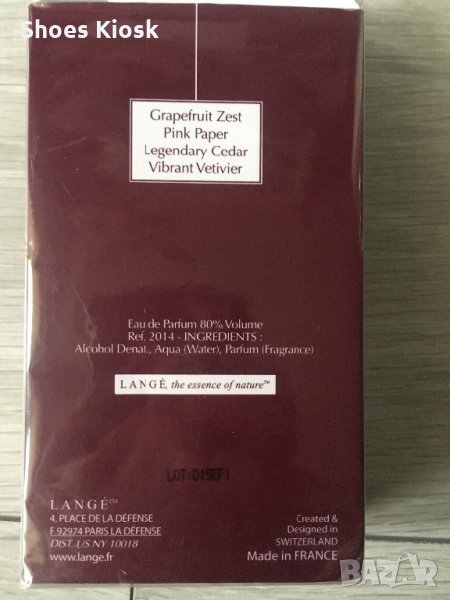 Shoes Kiosk
Grapefruit Zest
Pink Paper
Legendary Cedar
Vibrant Vetivier
Eau de Parfum 80% Volume
Ref. 2014 - INGREDIENTS :
Alcohol Denat., Aqua (Water), Parfum (Fragrance)
LANGÉ, the essence of nature™
LOT-D15EF1
LANGÉ™
4, PLACE DE LA DÉFENSE
F 92974 PARIS LA DÉFENSE
DIST. US NY 10018
www.lange.fr
Created &
Designed in
SWITZERLAND
Made in FRANCE
BAZAR